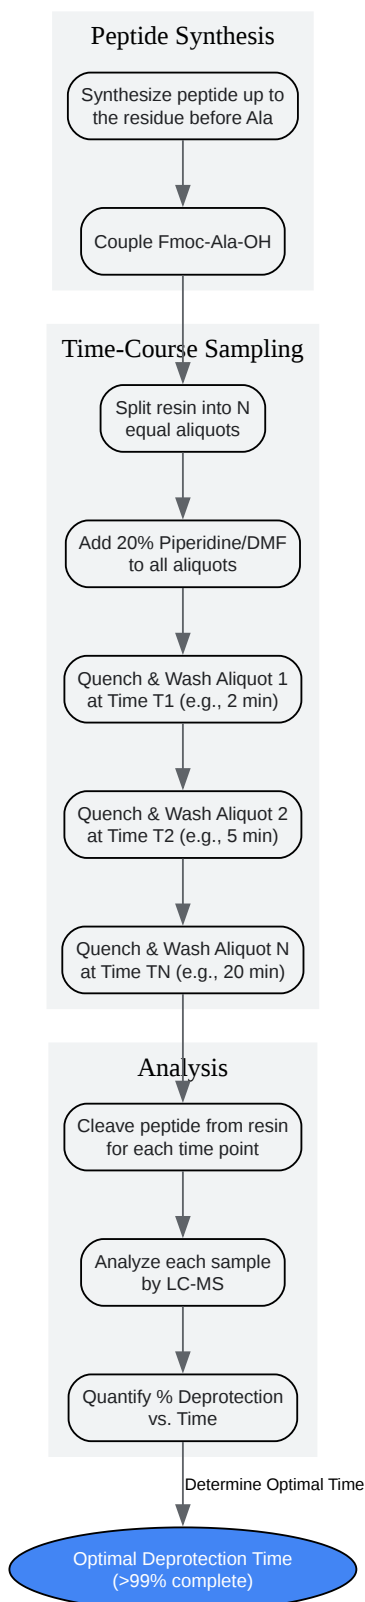 Peptide Synthesis
Synthesize peptide up to
the residue before Ala
Couple Fmoc-Ala-OH
Time-Course Sampling
Split resin into N
equal aliquots
Add 20% Piperidine/DMF
to all aliquots
Quench & Wash Aliquot 1
at Time T1 (e.g., 2 min)
Quench & Wash Aliquot 2
at Time T2 (e.g., 5 min)
Quench & Wash Aliquot N
at Time TN (e.g., 20 min)
Analysis
Cleave peptide from resin
for each time point
Analyze each sample
by LC-MS
Quantify % Deprotection
vs. Time
Determine Optimal Time
Optimal Deprotection Time
(>99% complete)